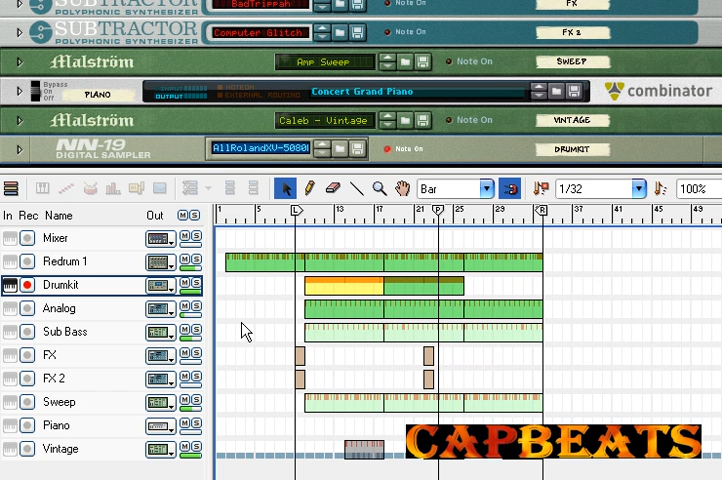 SUBTRACTOR
POLYPHONIC SYNTHESIZER
BadTrippah
Note On
FX
SUBTRACTOR
POLYPHONIC SYNTHESIZER
Computer Glitch
Note On
FX 2
Malström
Amp Sweep
Note On
SWEEP
Bypass
On
Off
PIANO
Concert Grand Piano
combinator
Malström
Caleb - Vintage
Note On
VINTAGE
NN-19
DIGITAL SAMPLER
AllRolandXV-5080
Note On
DRUMKIT
Bar
1/32
100%
In Rec Name Out M S
1 5 L 13 17 21 P 25 29 R 37 41 45 49
Mixer
Redrum 1 M S
Drumkit M S
Analog M S
Sub Bass M S
FX M S
FX 2 M S
Sweep M S
Piano M S
Vintage M S
CAPBEATS